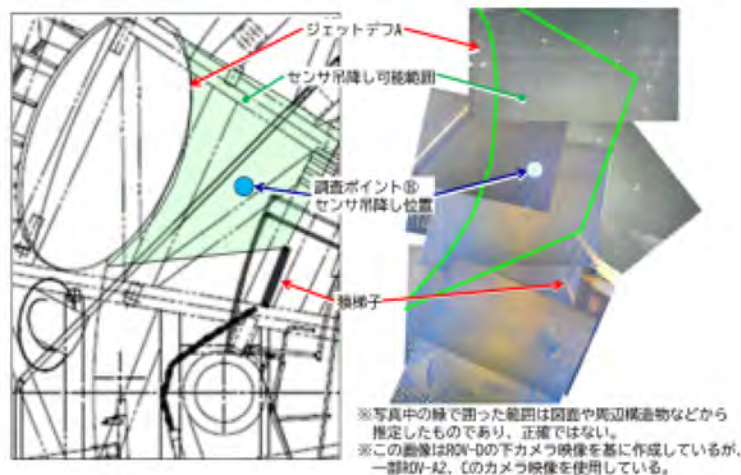 ジェットデフA
センサ吊降し可能範囲
調査ポイント⑧
センサ吊降し位置
猿梯子
※写真中の緑で囲った範囲は図面や周辺構造物などから
推定したものであり、正確ではない。
※この画像はROV-Dの下カメラ映像を基に作成しているが、
一部ROV-A2、Cのカメラ映像を使用している。